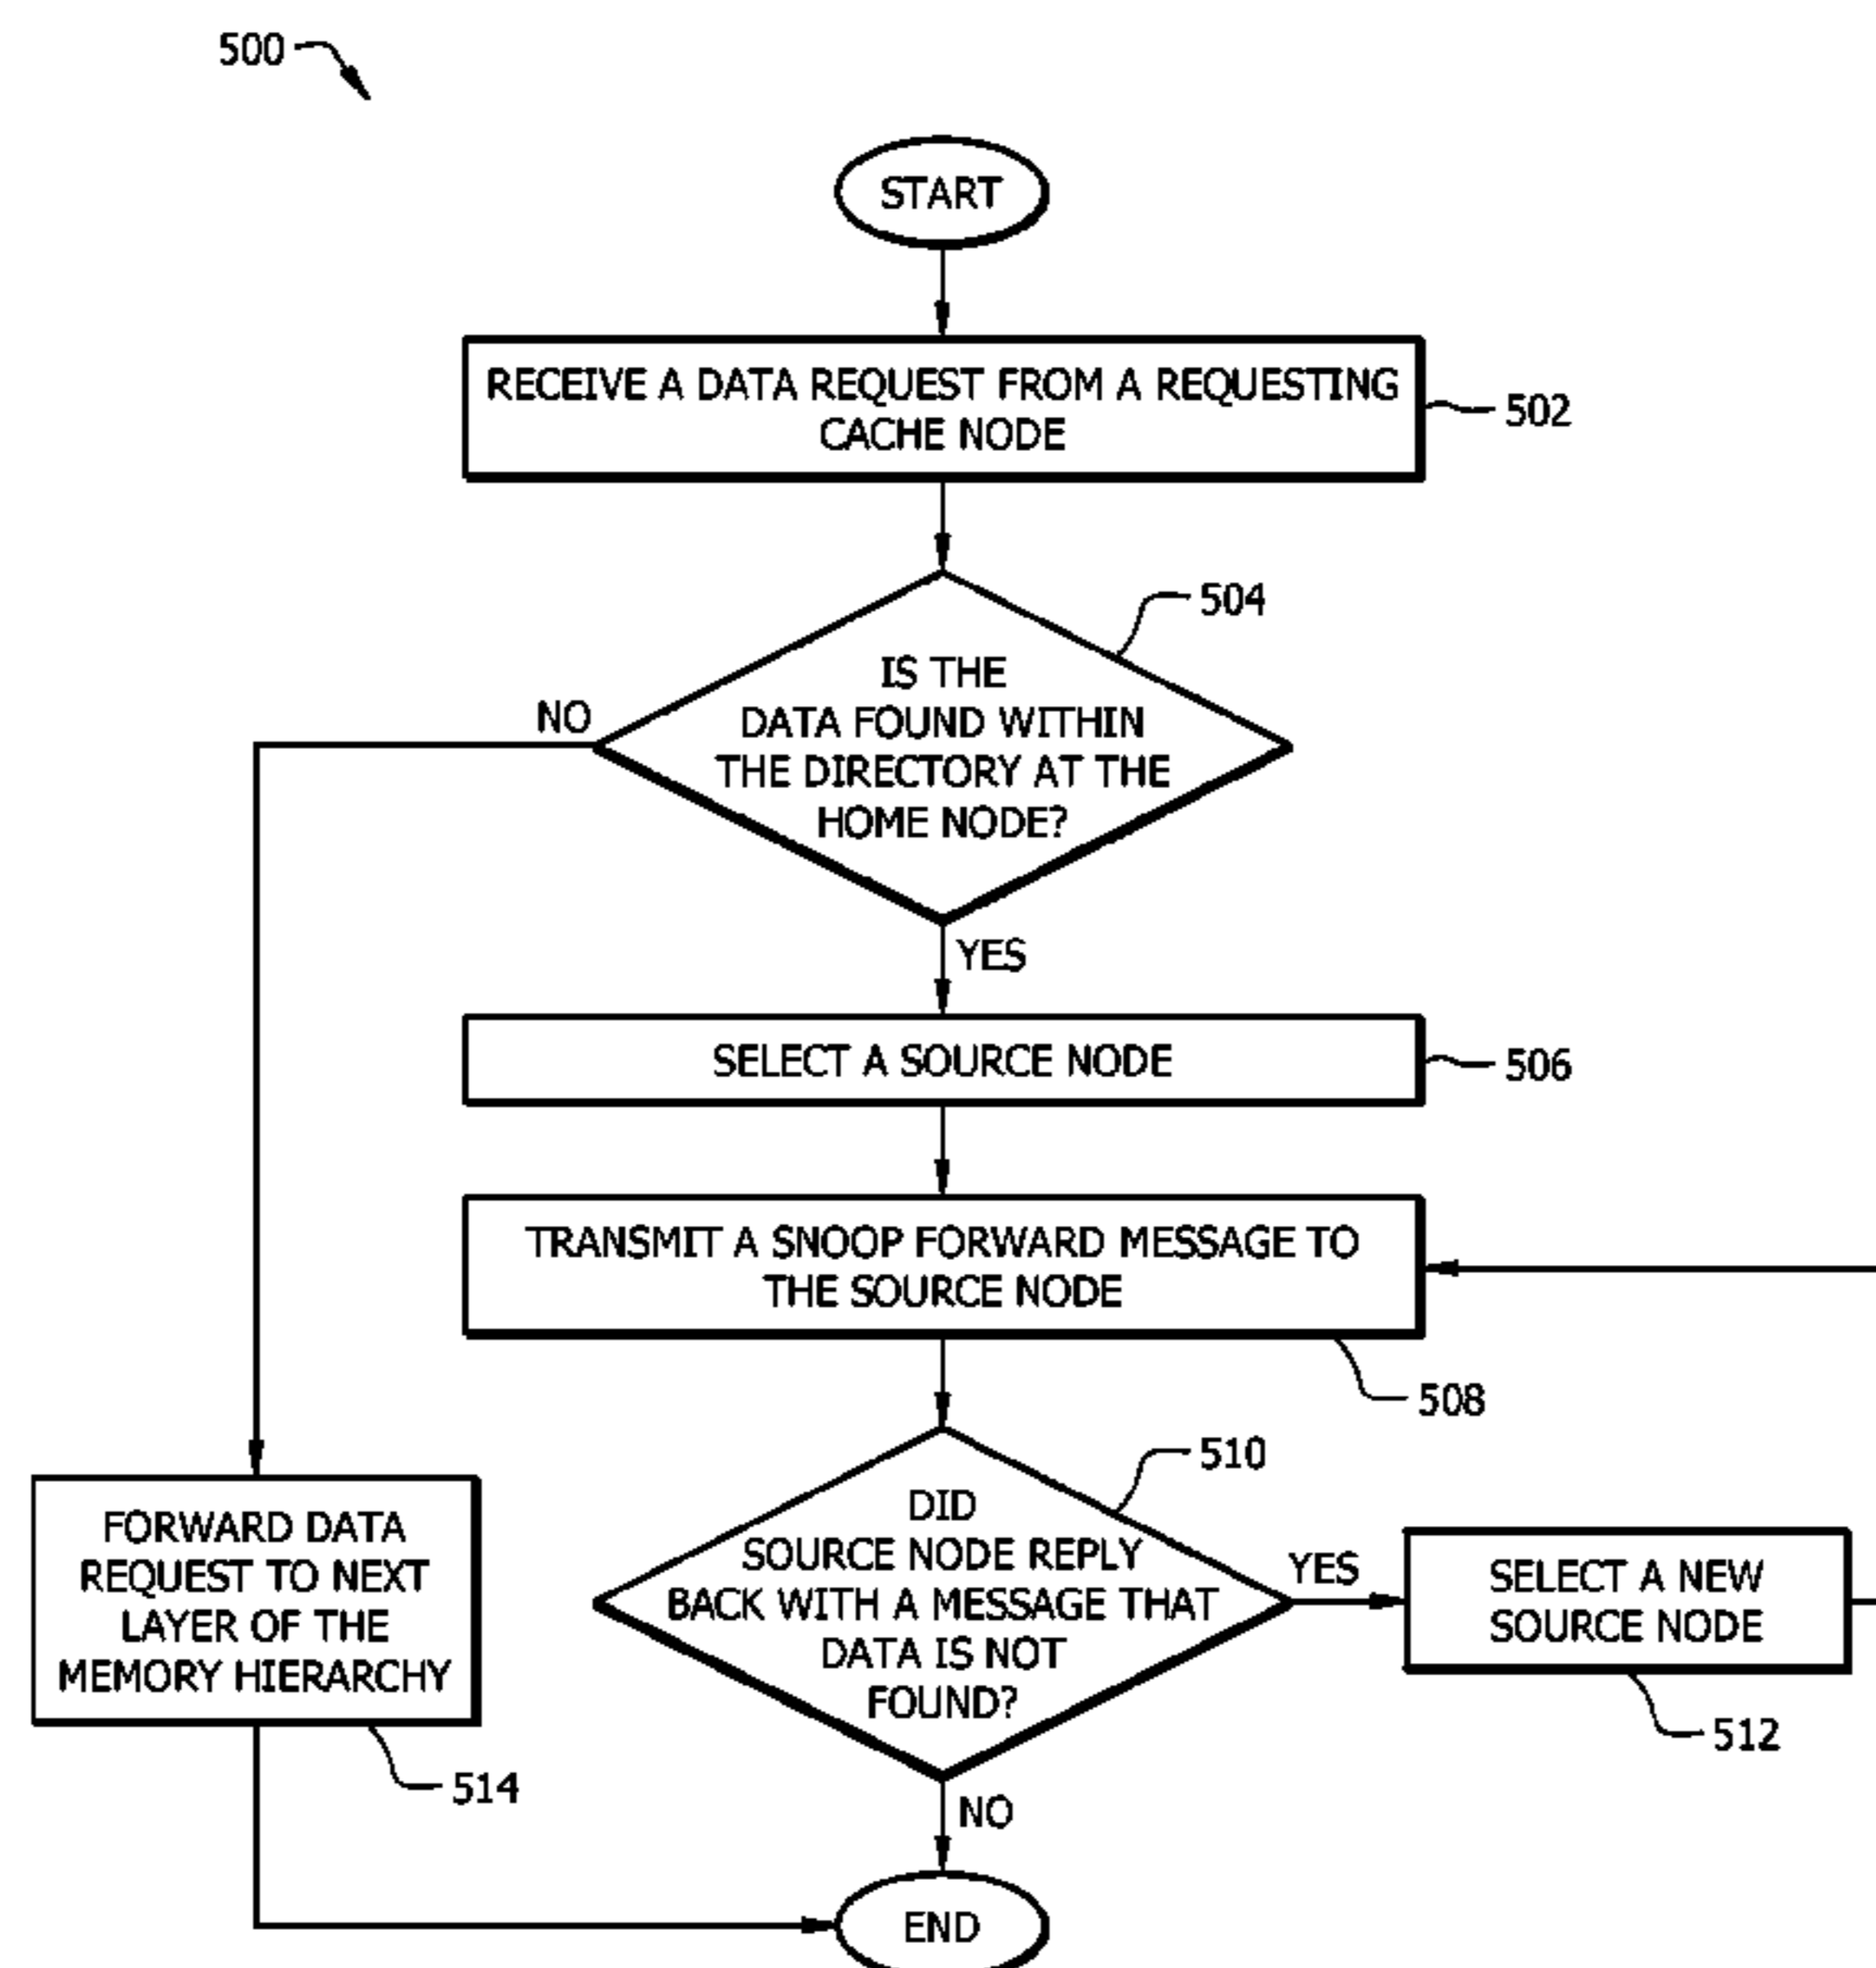 500
START
RECEIVE A DATA REQUEST FROM A REQUESTING
CACHE NODE
502
504
IS THE
DATA FOUND WITHIN
THE DIRECTORY AT THE
HOME NODE?
NO
YES
SELECT A SOURCE NODE
506
TRANSMIT A SNOOP FORWARD MESSAGE TO
THE SOURCE NODE
508
510
DID
SOURCE NODE REPLY
BACK WITH A MESSAGE THAT
DATA IS NOT
FOUND?
YES
SELECT A NEW
SOURCE NODE
512
FORWARD DATA
REQUEST TO NEXT
LAYER OF THE
MEMORY HIERARCHY
514
NO
END